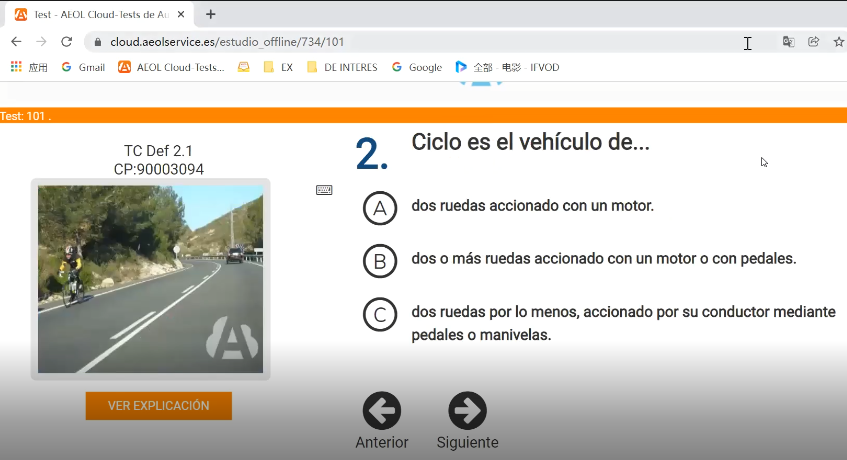 Test - AEOL Cloud-Tests de Au
cloud.aeolservice.es/estudio_offline/734/101
应用 Gmail AEOL Cloud-Tests... EX DE INTERES Google 全部 - 电影 - IFVOD
Test: 101 .
TC Def 2.1
CP:90003094
2. Ciclo es el vehículo de...
A dos ruedas accionado con un motor.
B dos o más ruedas accionado con un motor o con pedales.
C dos ruedas por lo menos, accionado por su conductor mediante
pedales o manivelas.
VER EXPLICACIÓN
Anterior Siguiente